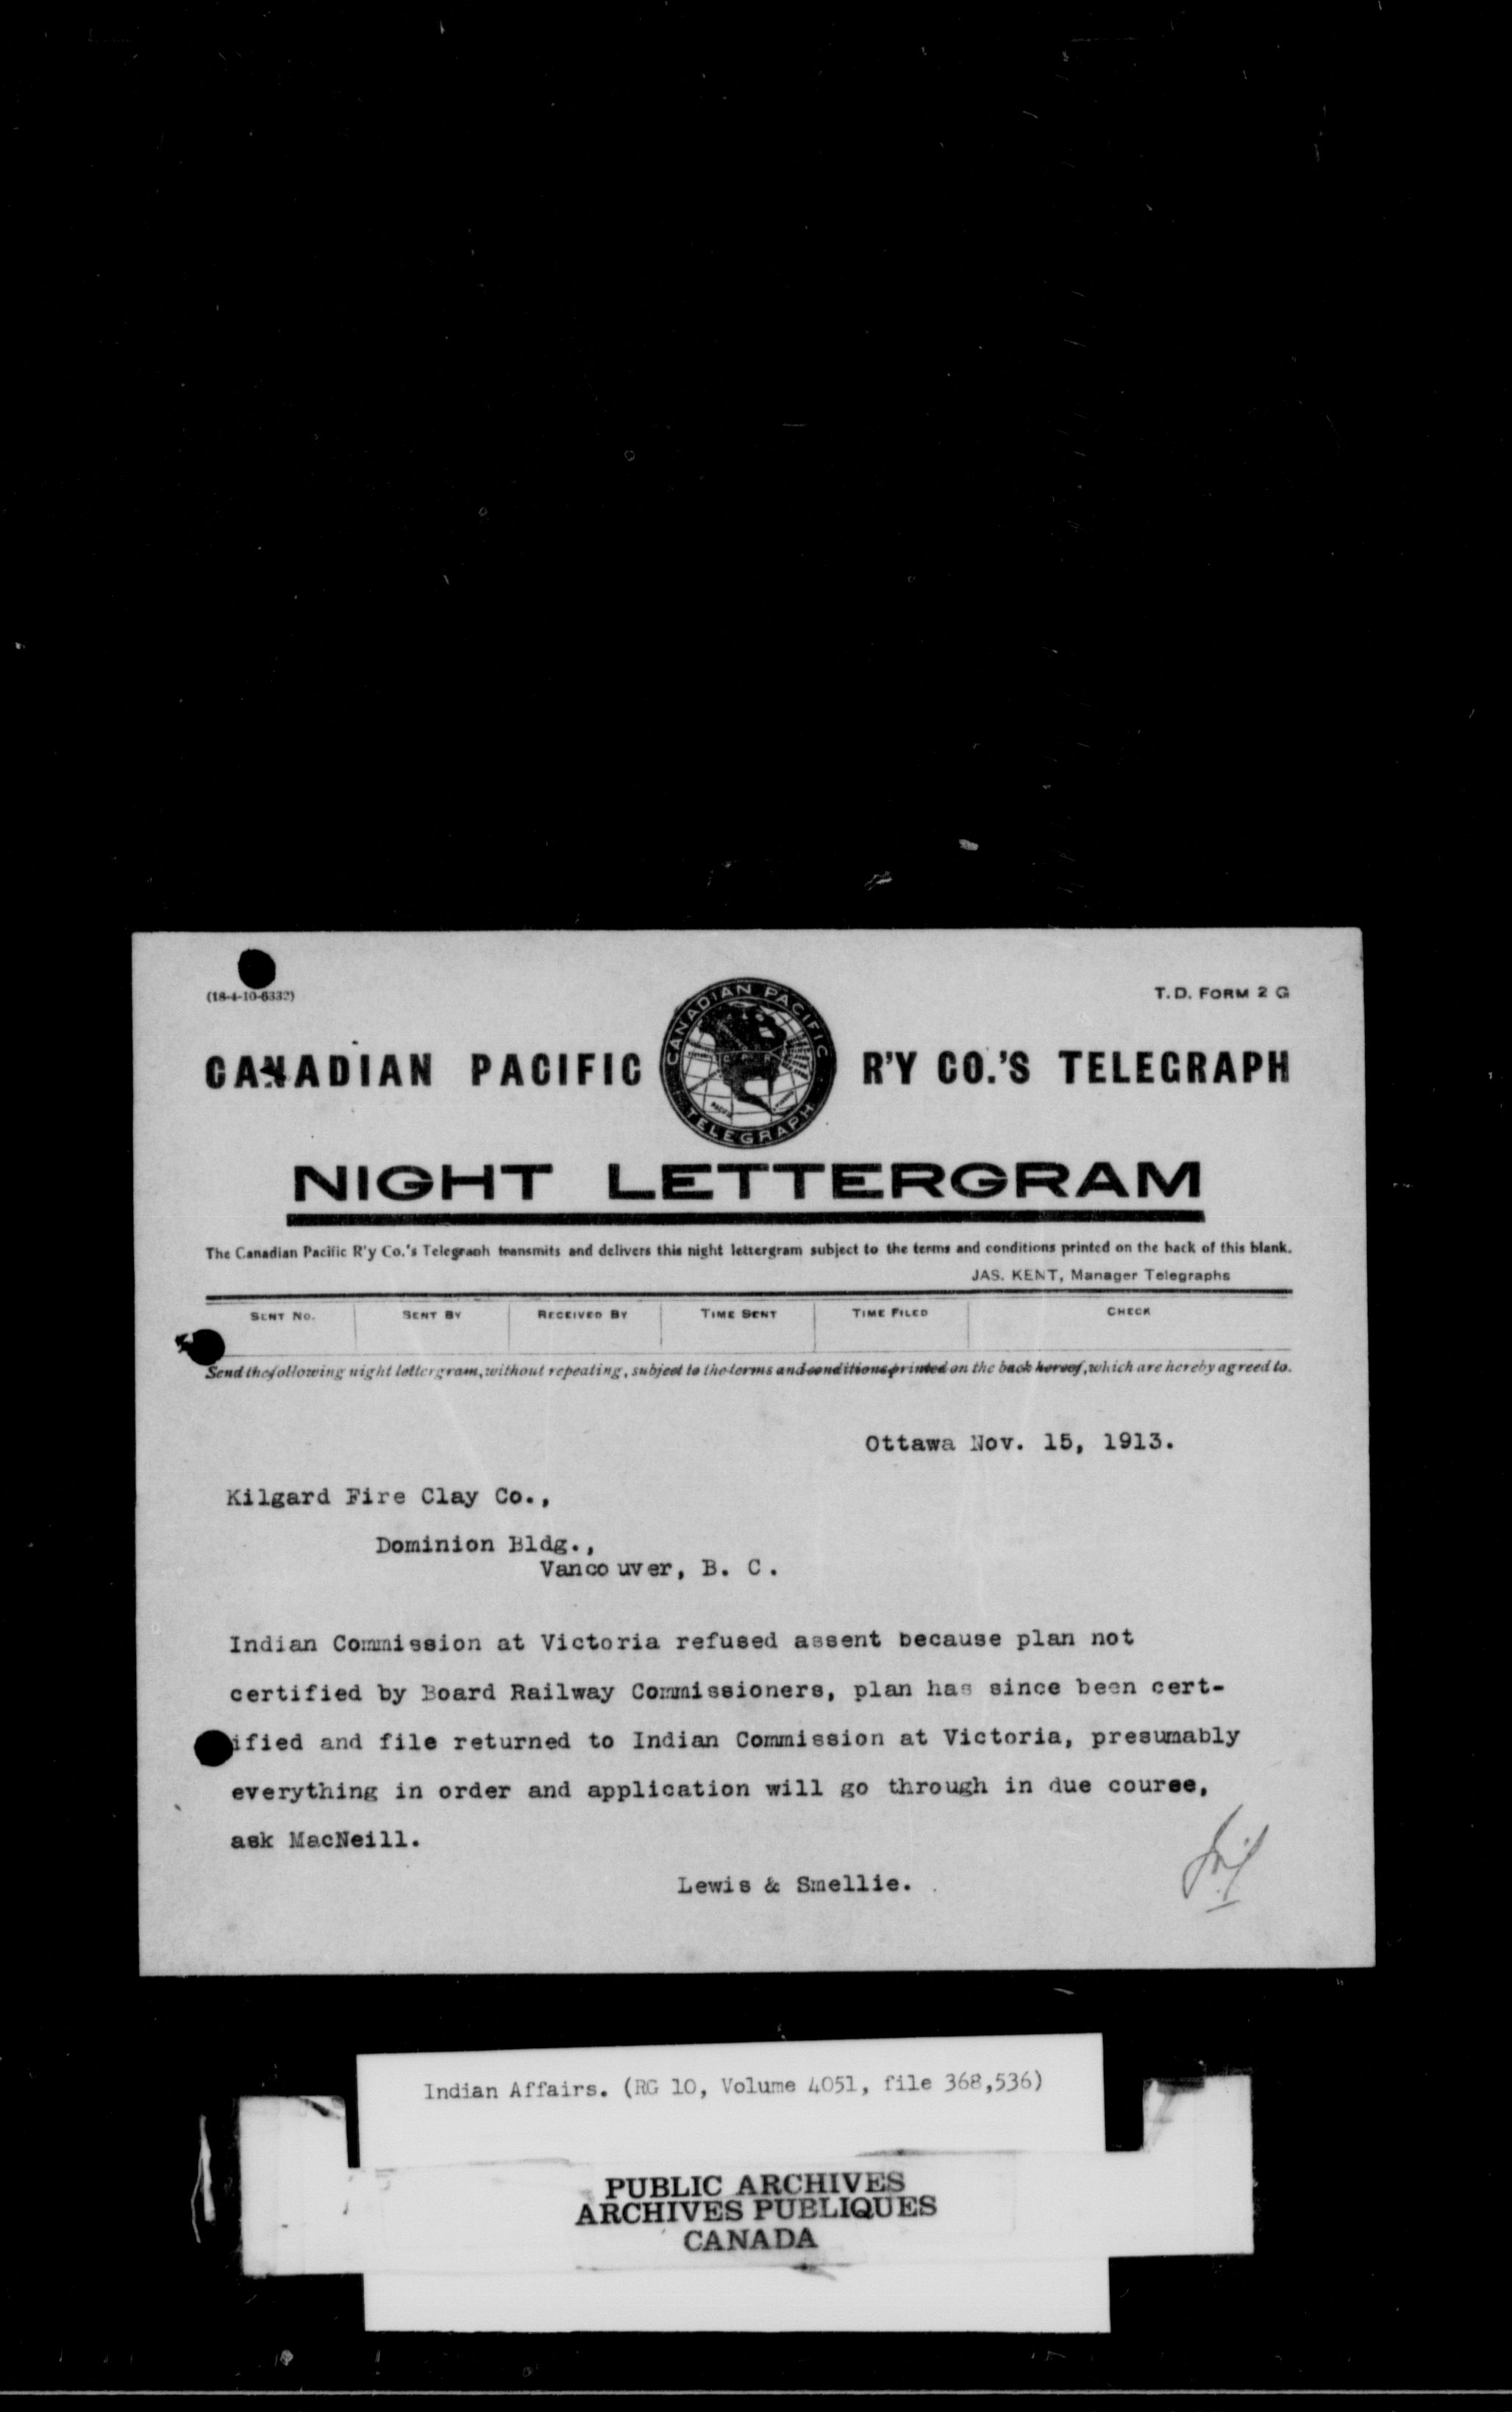 (18-4-10-6332)
T.D. FORM 2 G
CANADIAN PACIFIC R'Y CO.'S TELEGRAPH
CANADIAN PACIFIC
TELEGRAPH
NIGHT LETTERGRAM
The Canadian Pacific R'y Co.'s Telegraph transmits and delivers this night lettergram subject to the terms and conditions printed on the back of this blank.
JAS. KENT, Manager Telegraphs
SENT NO. SENT BY RECEIVED BY TIME SENT TIME FILED CHECK
Send the following night lettergram, without repeating, subject to the terms and conditions printed on the back hereof, which are hereby agreed to.
Ottawa Nov. 15, 1913.
Kilgard Fire Clay Co.,
Dominion Bldg.,
Vancouver, B. C.
Indian Commission at Victoria refused assent because plan not
certified by Board Railway Commissioners, plan has since been cert-
ified and file returned to Indian Commission at Victoria, presumably
everything in order and application will go through in due course,
ask MacNeill.
Lewis & Smellie.
Indian Affairs. (RG 10, Volume 4051, file 368,536)
PUBLIC ARCHIVES
ARCHIVES PUBLIQUES
CANADA